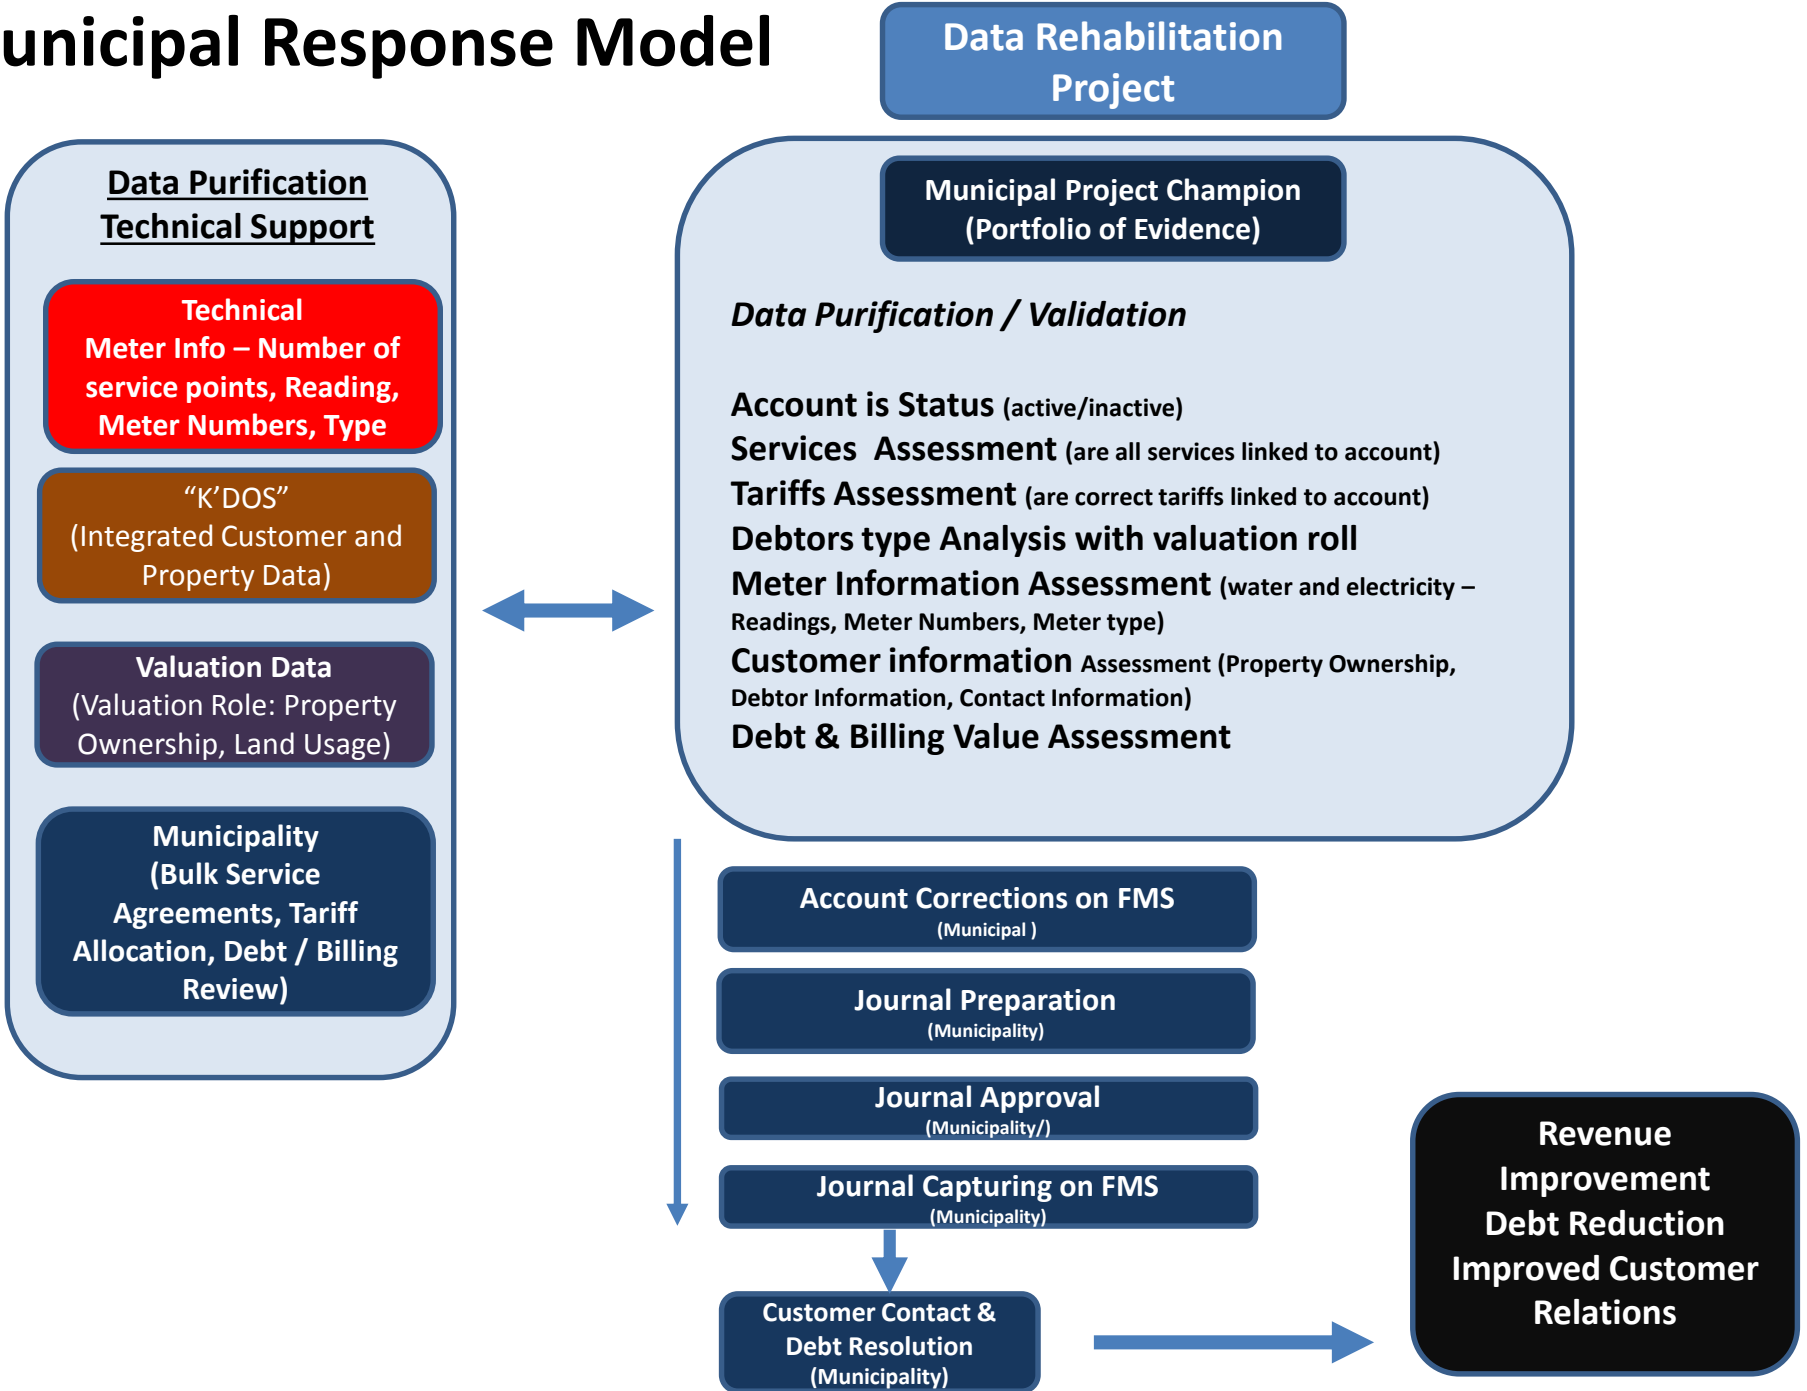 unicipal Response Model
Data Rehabilitation
Project
Data Purification
Technical Support
Technical
Meter Info – Number of
service points, Reading,
Meter Numbers, Type
“K’DOS”
(Integrated Customer and
Property Data)
Valuation Data
(Valuation Role: Property
Ownership, Land Usage)
Municipality
(Bulk Service
Agreements, Tariff
Allocation, Debt / Billing
Review)
Municipal Project Champion
(Portfolio of Evidence)
Data Purification / Validation
Account is Status (active/inactive)
Services Assessment (are all services linked to account)
Tariffs Assessment (are correct tariffs linked to account)
Debtors type Analysis with valuation roll
Meter Information Assessment (water and electricity –
Readings, Meter Numbers, Meter type)
Customer information Assessment (Property Ownership,
Debtor Information, Contact Information)
Debt & Billing Value Assessment
Account Corrections on FMS
(Municipal )
Journal Preparation
(Municipality)
Journal Approval
(Municipality/)
Journal Capturing on FMS
(Municipality)
Customer Contact &
Debt Resolution
(Municipality)
Revenue
Improvement
Debt Reduction
Improved Customer
Relations